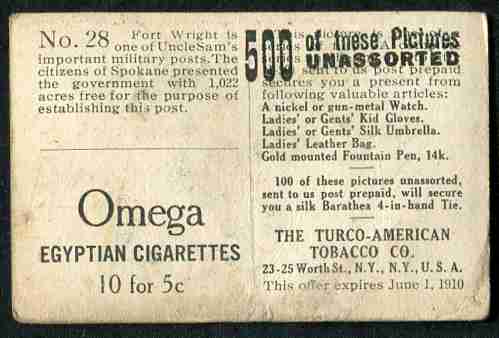 No. 28 Fort Wright is
one of UncleSam's
important military posts. The
citizens of Spokane presented
the government with 1,022
acres free for the purpose of
establishing this post.
Omega
EGYPTIAN CIGARETTES
10 for 5c
500 of these Pictures
UNASSORTED
sent to us post prepaid
secures you a present from
following valuable articles:
A nickel or gun-metal Watch.
Ladies' or Gents' Kid Gloves.
Ladies' or Gents' Silk Umbrella.
Ladies' Leather Bag.
Gold mounted Fountain Pen, 14k.
100 of these pictures unassorted,
sent to us post prepaid, will secure
you a silk Barathea 4-in-hand Tie.
THE TURCO-AMERICAN
TOBACCO CO.
23-25 Worth St., N.Y., N.Y., U.S.A.
This offer expires June 1, 1910